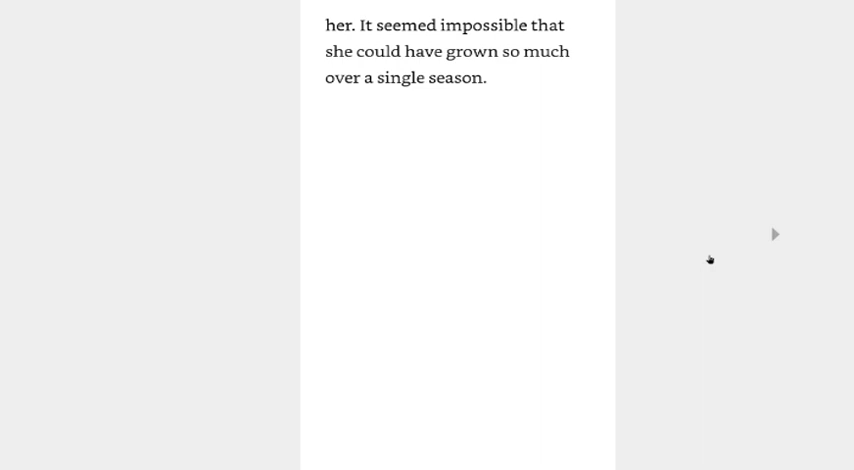 her. It seemed impossible that
she could have grown so much
over a single season.